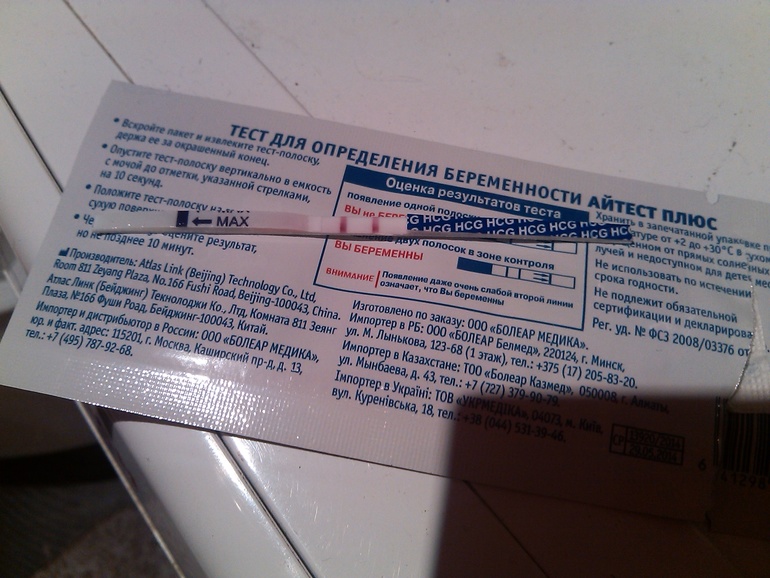 ТЕСТ ДЛЯ ОПРЕДЕЛЕНИЯ БЕРЕМЕННОСТИ АЙТЕСТ ПЛЮС
• Вскройте пакет и извлеките тест-полоску,
держа ее за окрашенный конец.
• Опустите тест-полоску вертикально в емкость
с мочой до отметки, указанной стрелками,
на 10 секунд.
• Положите тест-полоску на
сухую
• Че
результат,
но не позднее 10 минут.
← MAX
HCG HCG HCG HCG
HCG HCG HCG HCG HC
Оценка результатов теста
появление одной
ВЫ не
двух полосок в зоне контроля
ВЫ БЕРЕМЕННЫ
ВНИМАНИЕ
Появление даже очень слабой второй линии
означает, что Вы беременны
Хранить в запечатанной упаковке
от +2 до +30°C в
прямых
лучей и недоступном для детей
Не использовать по истечении
срока годности.
Не подлежит обязательной
сертификации и
Рег. уд. № ФСЗ 2008/03376 от
Производитель: Atlas Link (Beijing) Technology Co., Ltd,
Room 811 Zeyang Plaza, No.166 Fushi Road, Beijing-100043, China.
Атлас Линк (Бейджинг) Текнолоджи Ко., Лтд, Комната 811 Зеянг
Плаза, №166 Фуши Роад, Бейджинг-100043, Китай.
Импортер и дистрибьютор в России: ООО «БОЛЕАР МЕДИКА»,
юр. и факт. адрес: 115201, г. Москва, Каширский пр-д, д. 13,
тел.: +7 (495) 787-92-68.
Изготовлено по заказу: ООО «БОЛЕАР МЕДИКА».
Импортер в РБ: ООО «БОЛЕАР Белмед», 220124, г. Минск,
ул. М. Лынькова, 123-68 (1 этаж), тел.: +375 (17) 205-83-20.
Импортер в Казахстане: ТОО «Болеар Казмед», 050008, г. Алматы,
ул. Мынбаева, д. 43, тел.: +7 (727) 379-90-79.
Імпортер в Україні: ТОВ «УКРМЕДІКА», 04073, м. Київ,
вул. Куренівська, 18, тел.: +38 (044) 531-39-46.